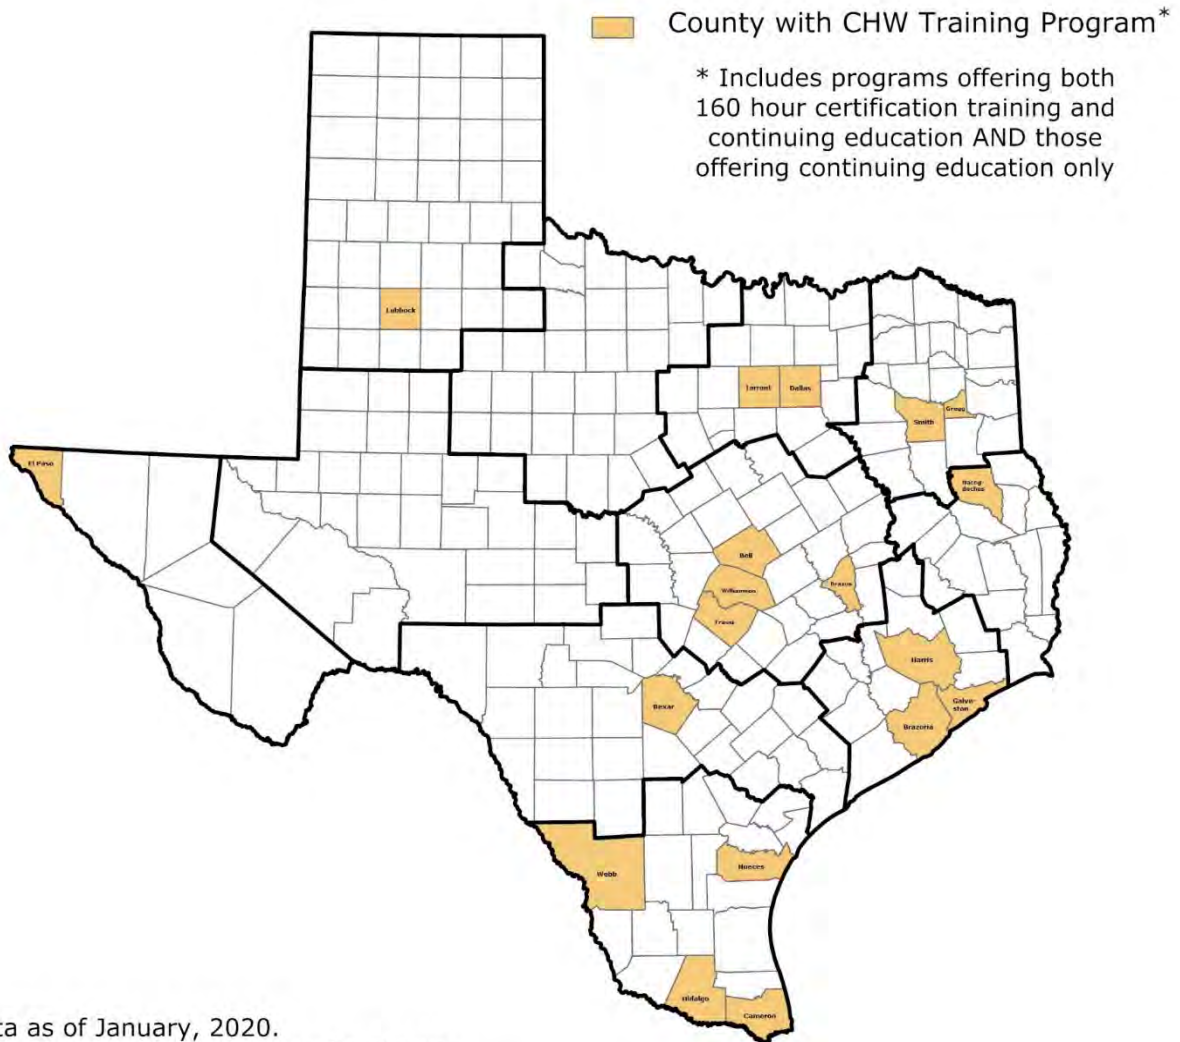 County with CHW Training Program*
* Includes programs offering both
160 hour certification training and
continuing education AND those
offering continuing education only
Lubbock
Tarrant
Dallas
Gregg
Smith
El Paso
Nacog-
doches
Bell
Brazos
Williamson
Travis
Harris
Bexar
Galve-
ston
Brazoria
Webb
Nueces
Hidalgo
Cameron
ta as of January, 2020.